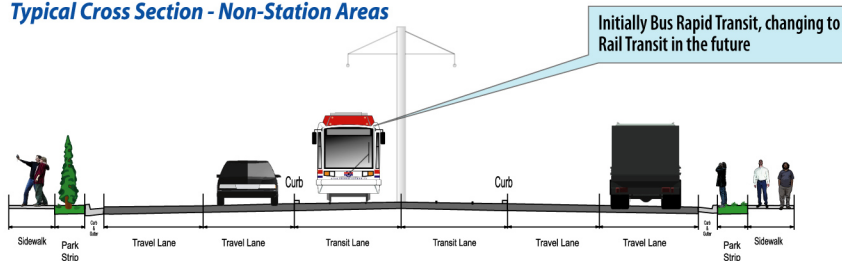 Typical Cross Section - Non-Station Areas
Initially Bus Rapid Transit, changing to
Rail Transit in the future
Curb
Curb
Sidewalk
Park
Strip
Curb
&
Gutter
Travel Lane
Travel Lane
Transit Lane
Transit Lane
Travel Lane
Travel Lane
Curb
&
Gutter
Park
Strip
Sidewalk